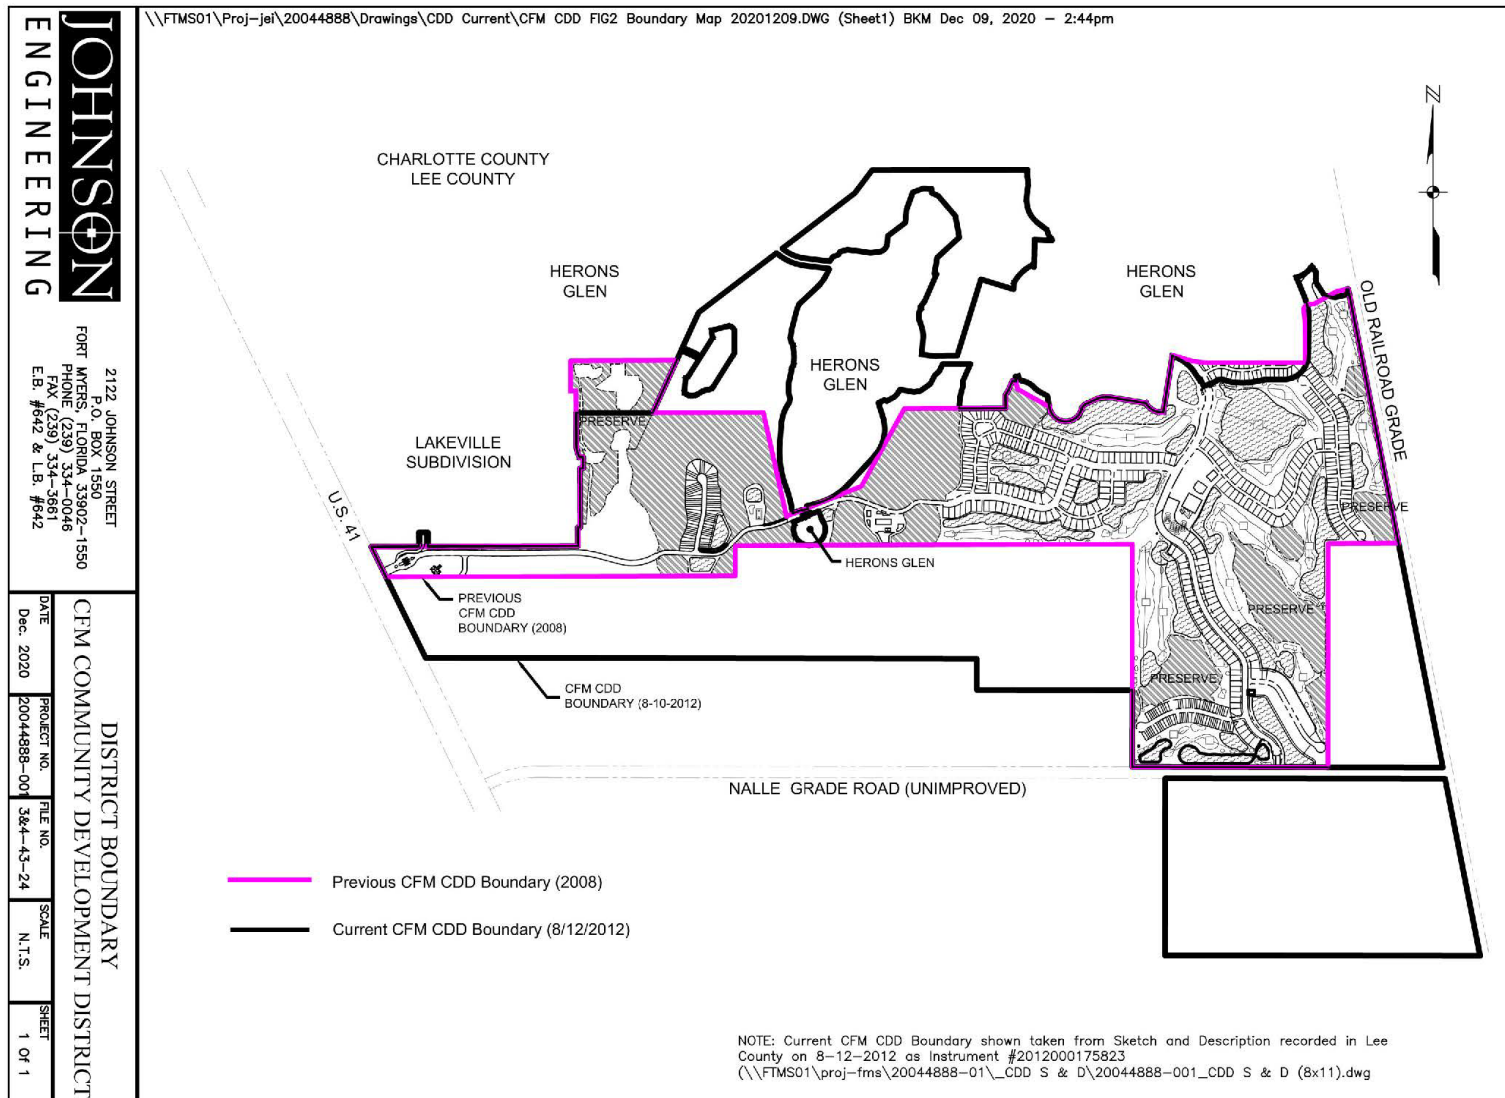 \\FTMS01\Proj-jei\20044888\Drawings\CDD Current\CFM CDD FIG2 Boundary Map 20201209.DWG (Sheet1) BKM Dec 09, 2020 - 2:44pm
JOHNSON
ENGINEERING
2122 JOHNSON STREET
P.O. BOX 1550
FORT MYERS, FLORIDA 33902-1550
PHONE (239) 334-0046
FAX (239) 334-3661
E.B. #642 & L.B. #642
DISTRICT BOUNDARY
CFM COMMUNITY DEVELOPMENT DISTRICT
DATE
Dec. 2020
PROJECT NO.
20044888-001
FILE NO.
3&4-43-24
SCALE
N.T.S.
SHEET
1 Of 1
N
CHARLOTTE COUNTY
LEE COUNTY
HERONS
GLEN
HERONS
GLEN
HERONS
GLEN
OLD RAILROAD GRADE
LAKEVILLE
SUBDIVISION
PRESERVE
U.S. 41
PRESERVE
HERONS GLEN
PREVIOUS
CFM CDD
BOUNDARY (2008)
PRESERVE
PRESERVE
CFM CDD
BOUNDARY (8-10-2012)
NALLE GRADE ROAD (UNIMPROVED)
Previous CFM CDD Boundary (2008)
Current CFM CDD Boundary (8/12/2012)
NOTE: Current CFM CDD Boundary shown taken from Sketch and Description recorded in Lee
County on 8-12-2012 as Instrument #2012000175823
(\\FTMS01\proj-fms\20044888-01\_CDD S & D\20044888-001_CDD S & D (8x11).dwg